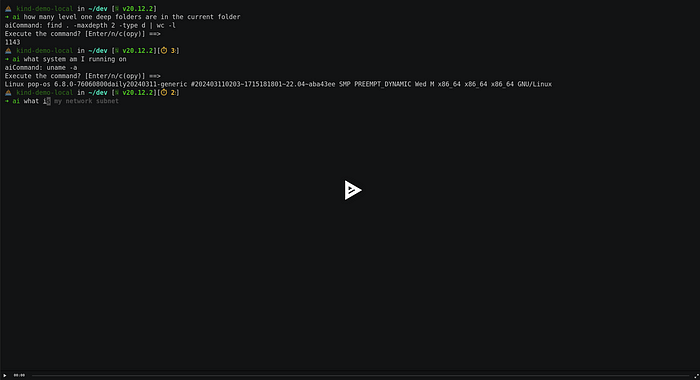 kind-demo-local in ~/dev [N v20.12.2]
→ ai how many level one deep folders are in the current folder
aiCommand: find . -maxdepth 2 -type d | wc -l
Execute the command? [Enter/n/c(opy)] ==>
1143
kind-demo-local in ~/dev [N v20.12.2][⏱ 3]
→ ai what system am I running on
aiCommand: uname -a
Execute the command? [Enter/n/c(opy)] ==>
Linux pop-os 6.8.0-76060800daily20240311-generic #202403110203~1715181801~22.04~aba43ee SMP PREEMPT_DYNAMIC Wed M x86_64 x86_64 x86_64 GNU/Linux
kind-demo-local in ~/dev [N v20.12.2][⏱ 2]
→ ai what is my network subnet
00:00